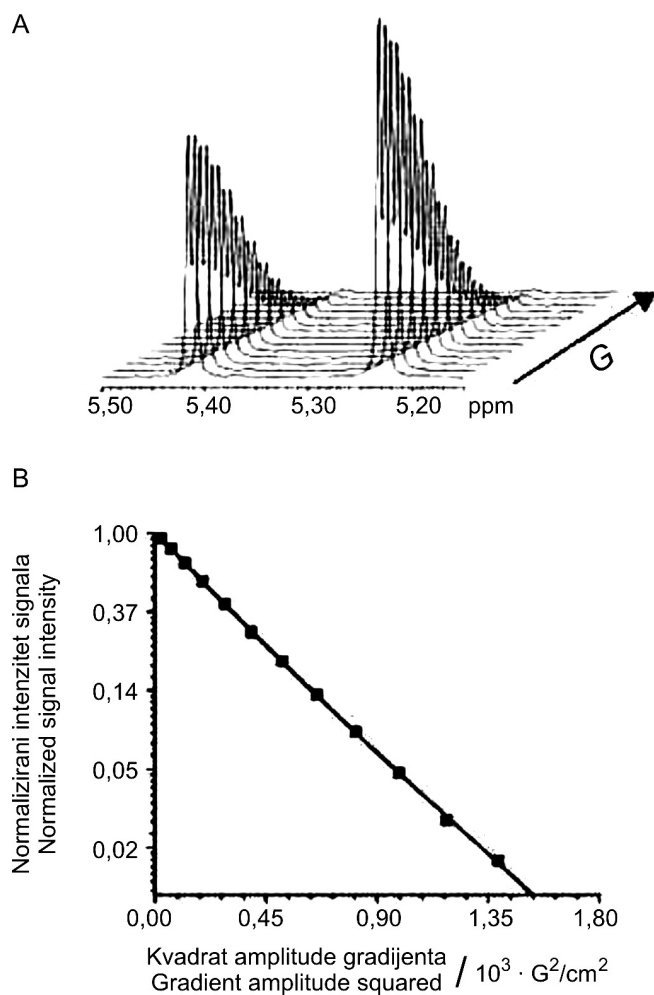 A
G
5,50 5,40 5,30 5,20 ppm
B
Normalizirani intenzitet signala
Normalized signal intensity
1,00
0,37
0,14
0,05
0,02
0,00 0,45 0,90 1,35 1,80
Kvadrat amplitude gradijenta
Gradient amplitude squared / 10³ · G²/cm²